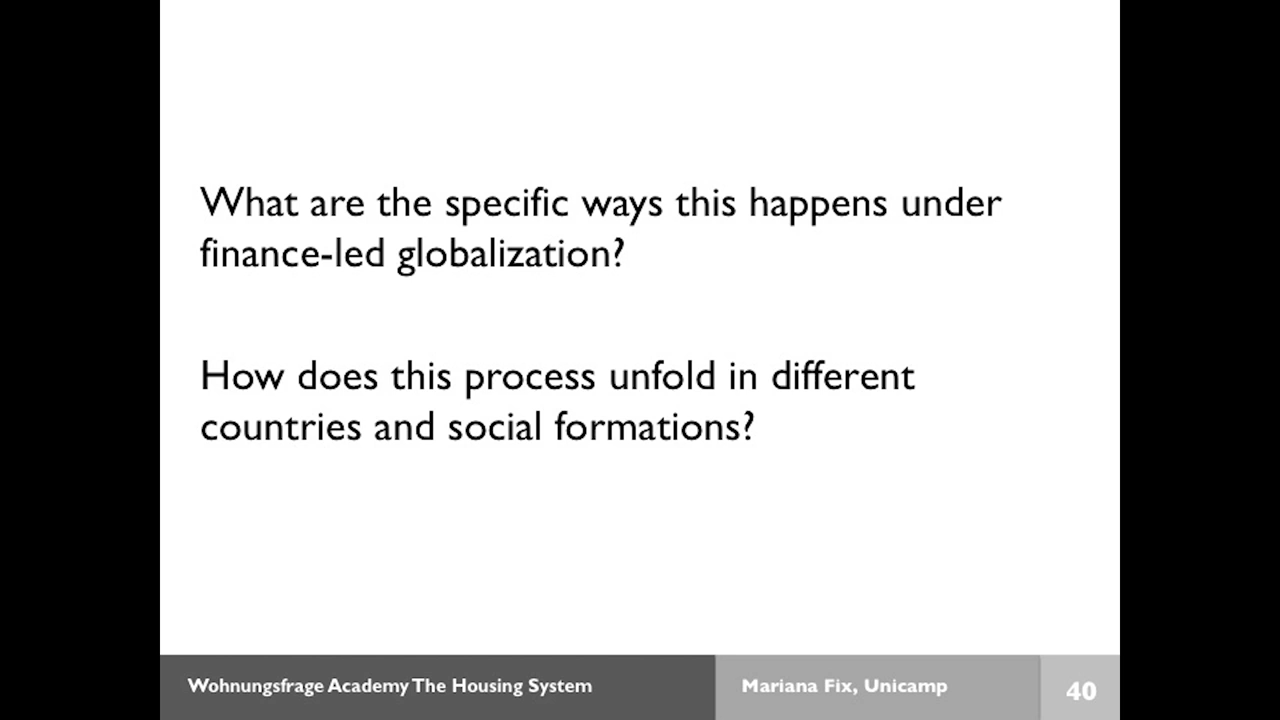 What are the specific ways this happens under
finance-led globalization?
How does this process unfold in different
countries and social formations?
Wohnungsfrage Academy The Housing System
Mariana Fix, Unicamp
40